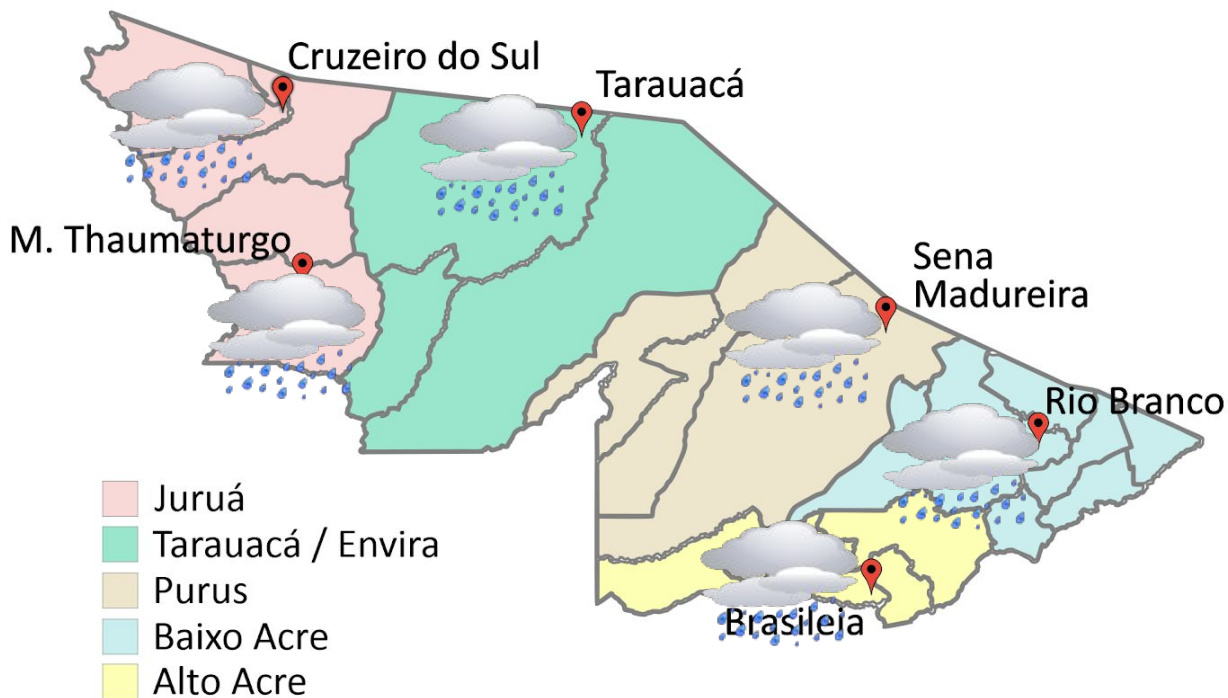 Cruzeiro do Sul
Tarauacá
M. Thaumaturgo
Sena
Madureira
Rio Branco
Brasileia
Juruá
Tarauacá / Envira
Purus
Baixo Acre
Alto Acre